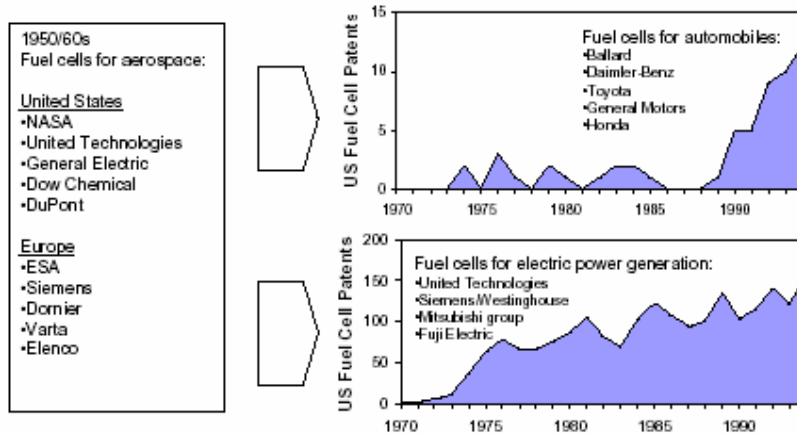 1950/60s
Fuel cells for aerospace:
United States
•NASA
•United Technologies
•General Electric
•Dow Chemical
•DuPont
Europe
•ESA
•Siemens
•Dornier
•Varta
•Elenco
US Fuel Cell Patents
15
10
5
0
Fuel cells for automobiles:
•Ballard
•Daimler-Benz
•Toyota
•General Motors
•Honda
1970 1975 1980 1985 1990
US Fuel Cell Patents
200
150
100
50
0
Fuel cells for electric power generation:
•United Technologies
•Siemens/Westinghouse
•Mitsubishi group
•Fuji Electric
1970 1975 1980 1985 1990